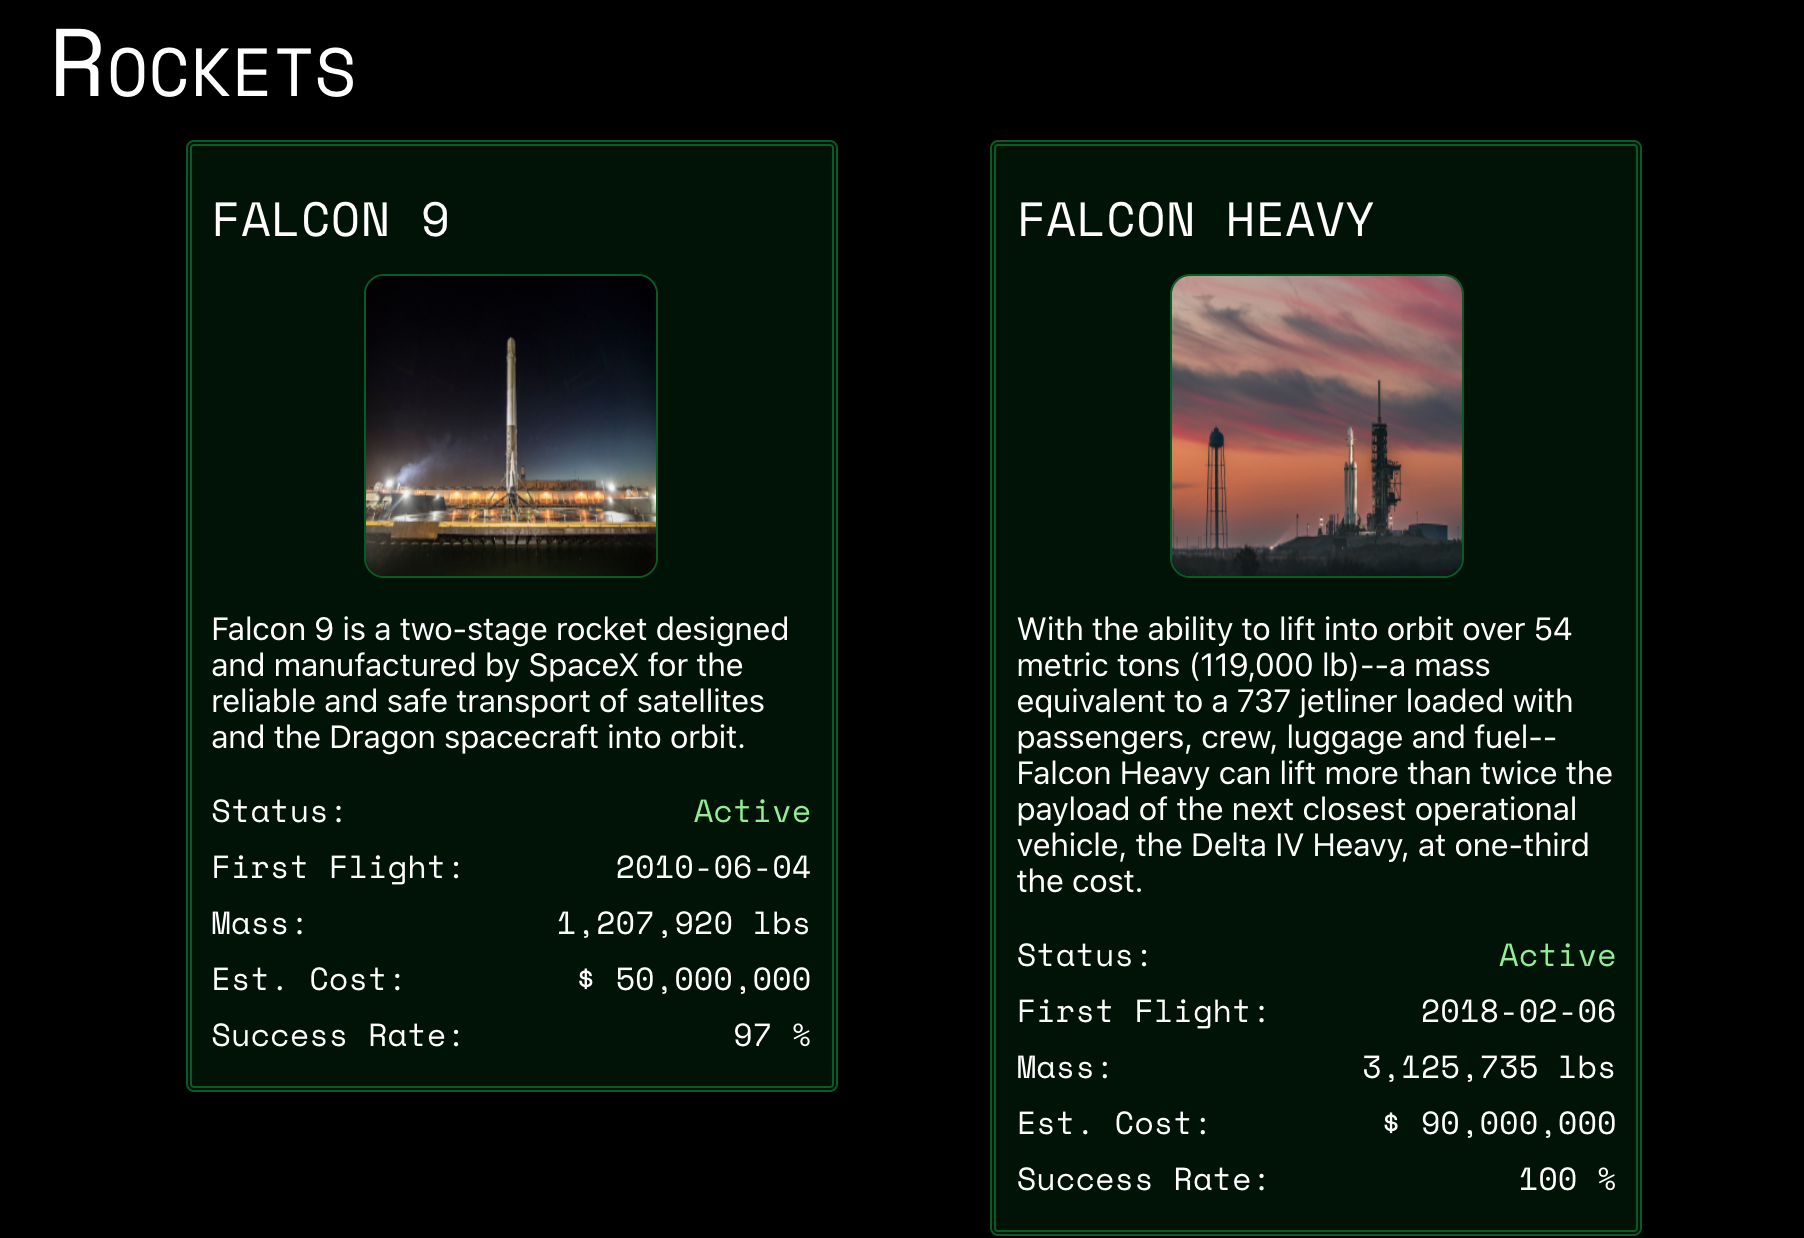 Rockets
FALCON 9
Falcon 9 is a two-stage rocket designed
and manufactured by SpaceX for the
reliable and safe transport of satellites
and the Dragon spacecraft into orbit.
Status: Active
First Flight: 2010-06-04
Mass: 1,207,920 lbs
Est. Cost: $ 50,000,000
Success Rate: 97 %
FALCON HEAVY
With the ability to lift into orbit over 54
metric tons (119,000 lb)--a mass
equivalent to a 737 jetliner loaded with
passengers, crew, luggage and fuel--
Falcon Heavy can lift more than twice the
payload of the next closest operational
vehicle, the Delta IV Heavy, at one-third
the cost.
Status: Active
First Flight: 2018-02-06
Mass: 3,125,735 lbs
Est. Cost: $ 90,000,000
Success Rate: 100 %